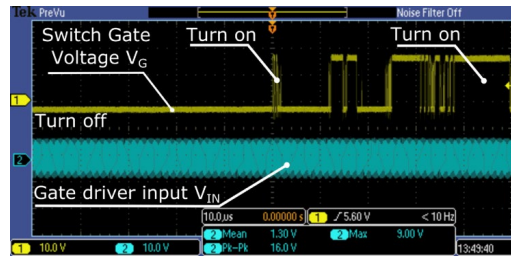 Tek PreVu
Noise Filter Off
Switch Gate
Voltage VG
Turn on
Turn on
1
Turn off
2
Gate driver input VIN
10.0µs 0.00000 s
1 ∫ 5.60 V < 10 Hz
2 Mean 1.30 V 2 Max 9.00 V
2 Pk-Pk 16.0 V
1 10.0 V 2 10.0 V
13:49:40